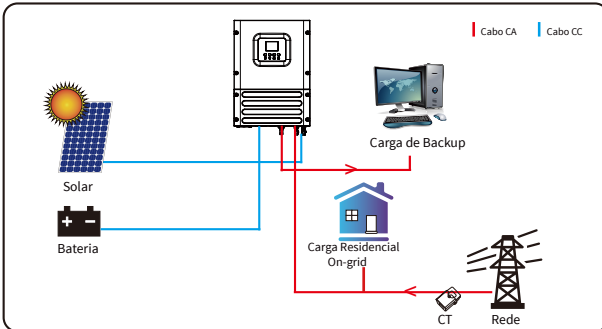 Cabo CA
Cabo CC
Carga de Backup
Solar
Bateria
Carga Residencial
On-grid
CT
Rede